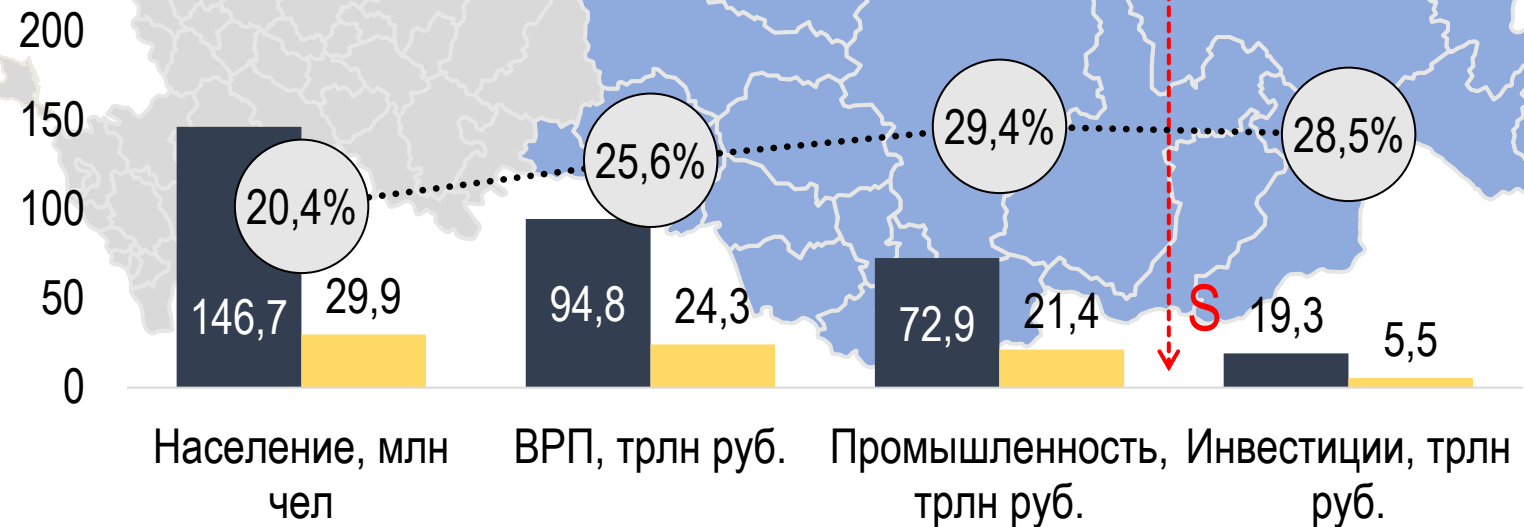 200
150
100
50
0
20,4%
25,6%
29,4%
28,5%
146,7
29,9
94,8
24,3
72,9
21,4
S
19,3
5,5
Население, млн
чел
ВРП, трлн руб.
Промышленность,
трлн руб.
Инвестиции, трлн
руб.